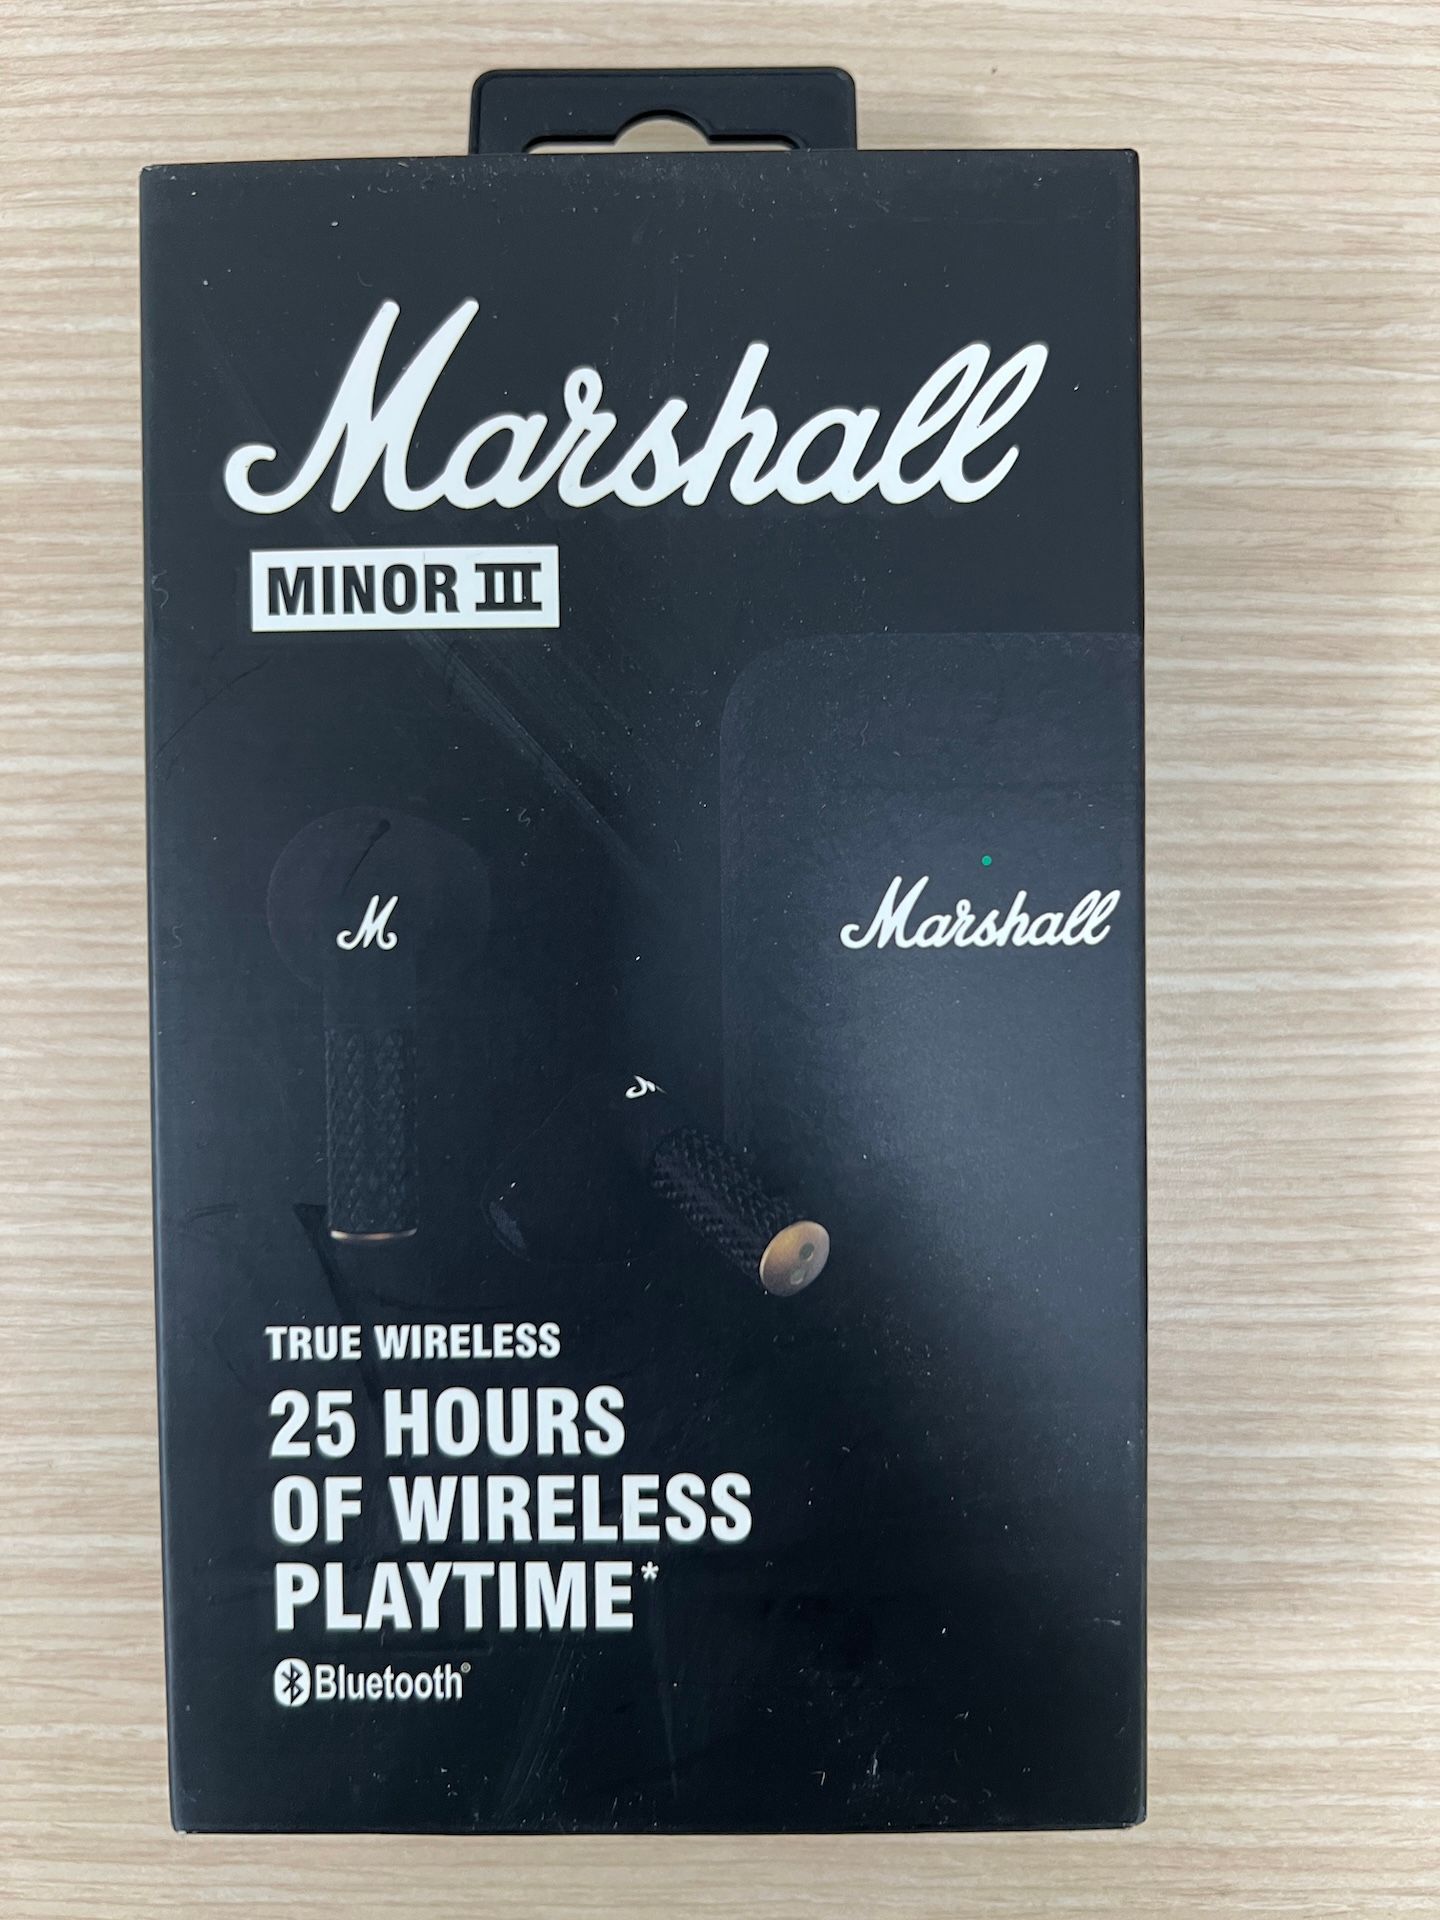 Marshall
MINOR III
M
Marshall
TRUE WIRELESS
25 HOURS
OF WIRELESS
PLAYTIME*
Bluetooth®